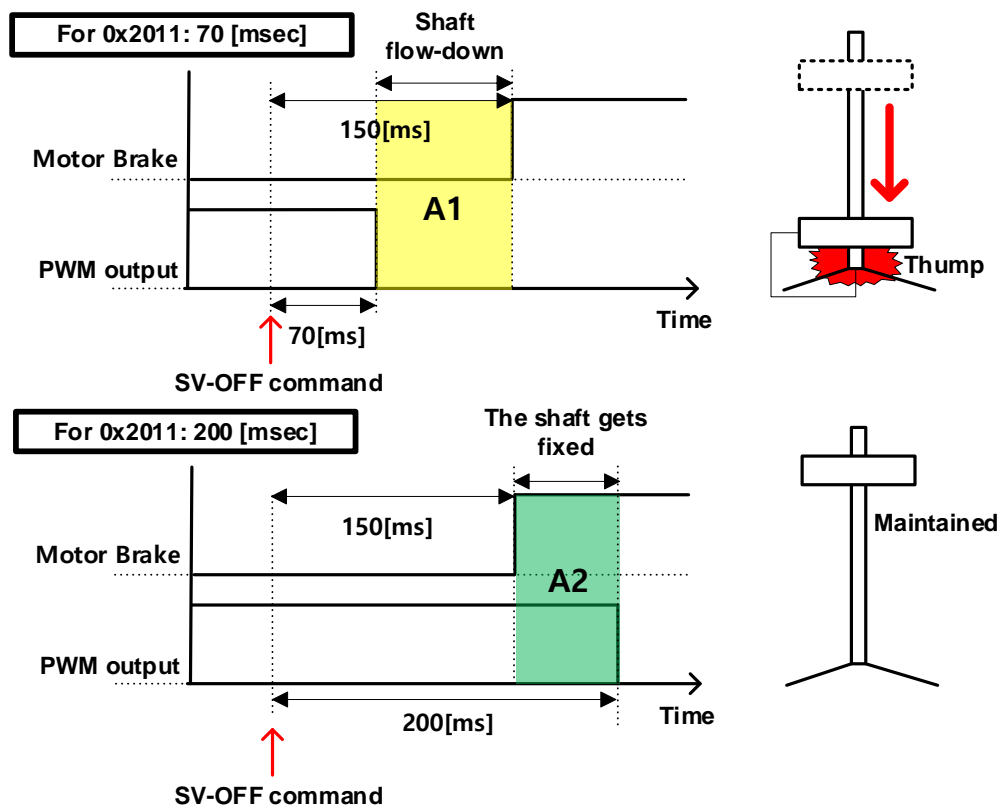 For 0x2011: 70 [msec]
Shaft
flow-down
150[ms]
Motor Brake
A1
PWM output
Thump
Time
70[ms]
SV-OFF command
For 0x2011: 200 [msec]
The shaft gets
fixed
150[ms]
Maintained
Motor Brake
A2
PWM output
Time
200[ms]
SV-OFF command